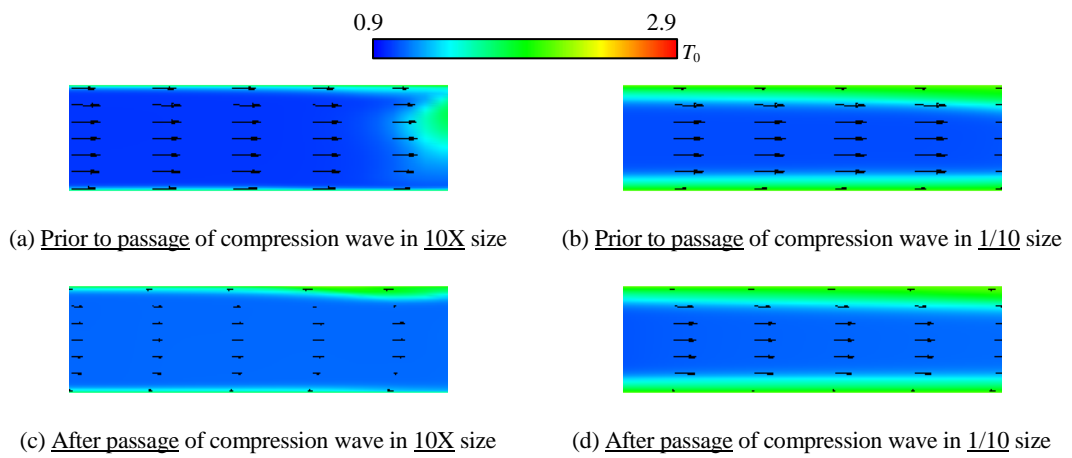 0.9 2.9
T₀
(a) Prior to passage of compression wave in 10X size
(b) Prior to passage of compression wave in 1/10 size
(c) After passage of compression wave in 10X size
(d) After passage of compression wave in 1/10 size